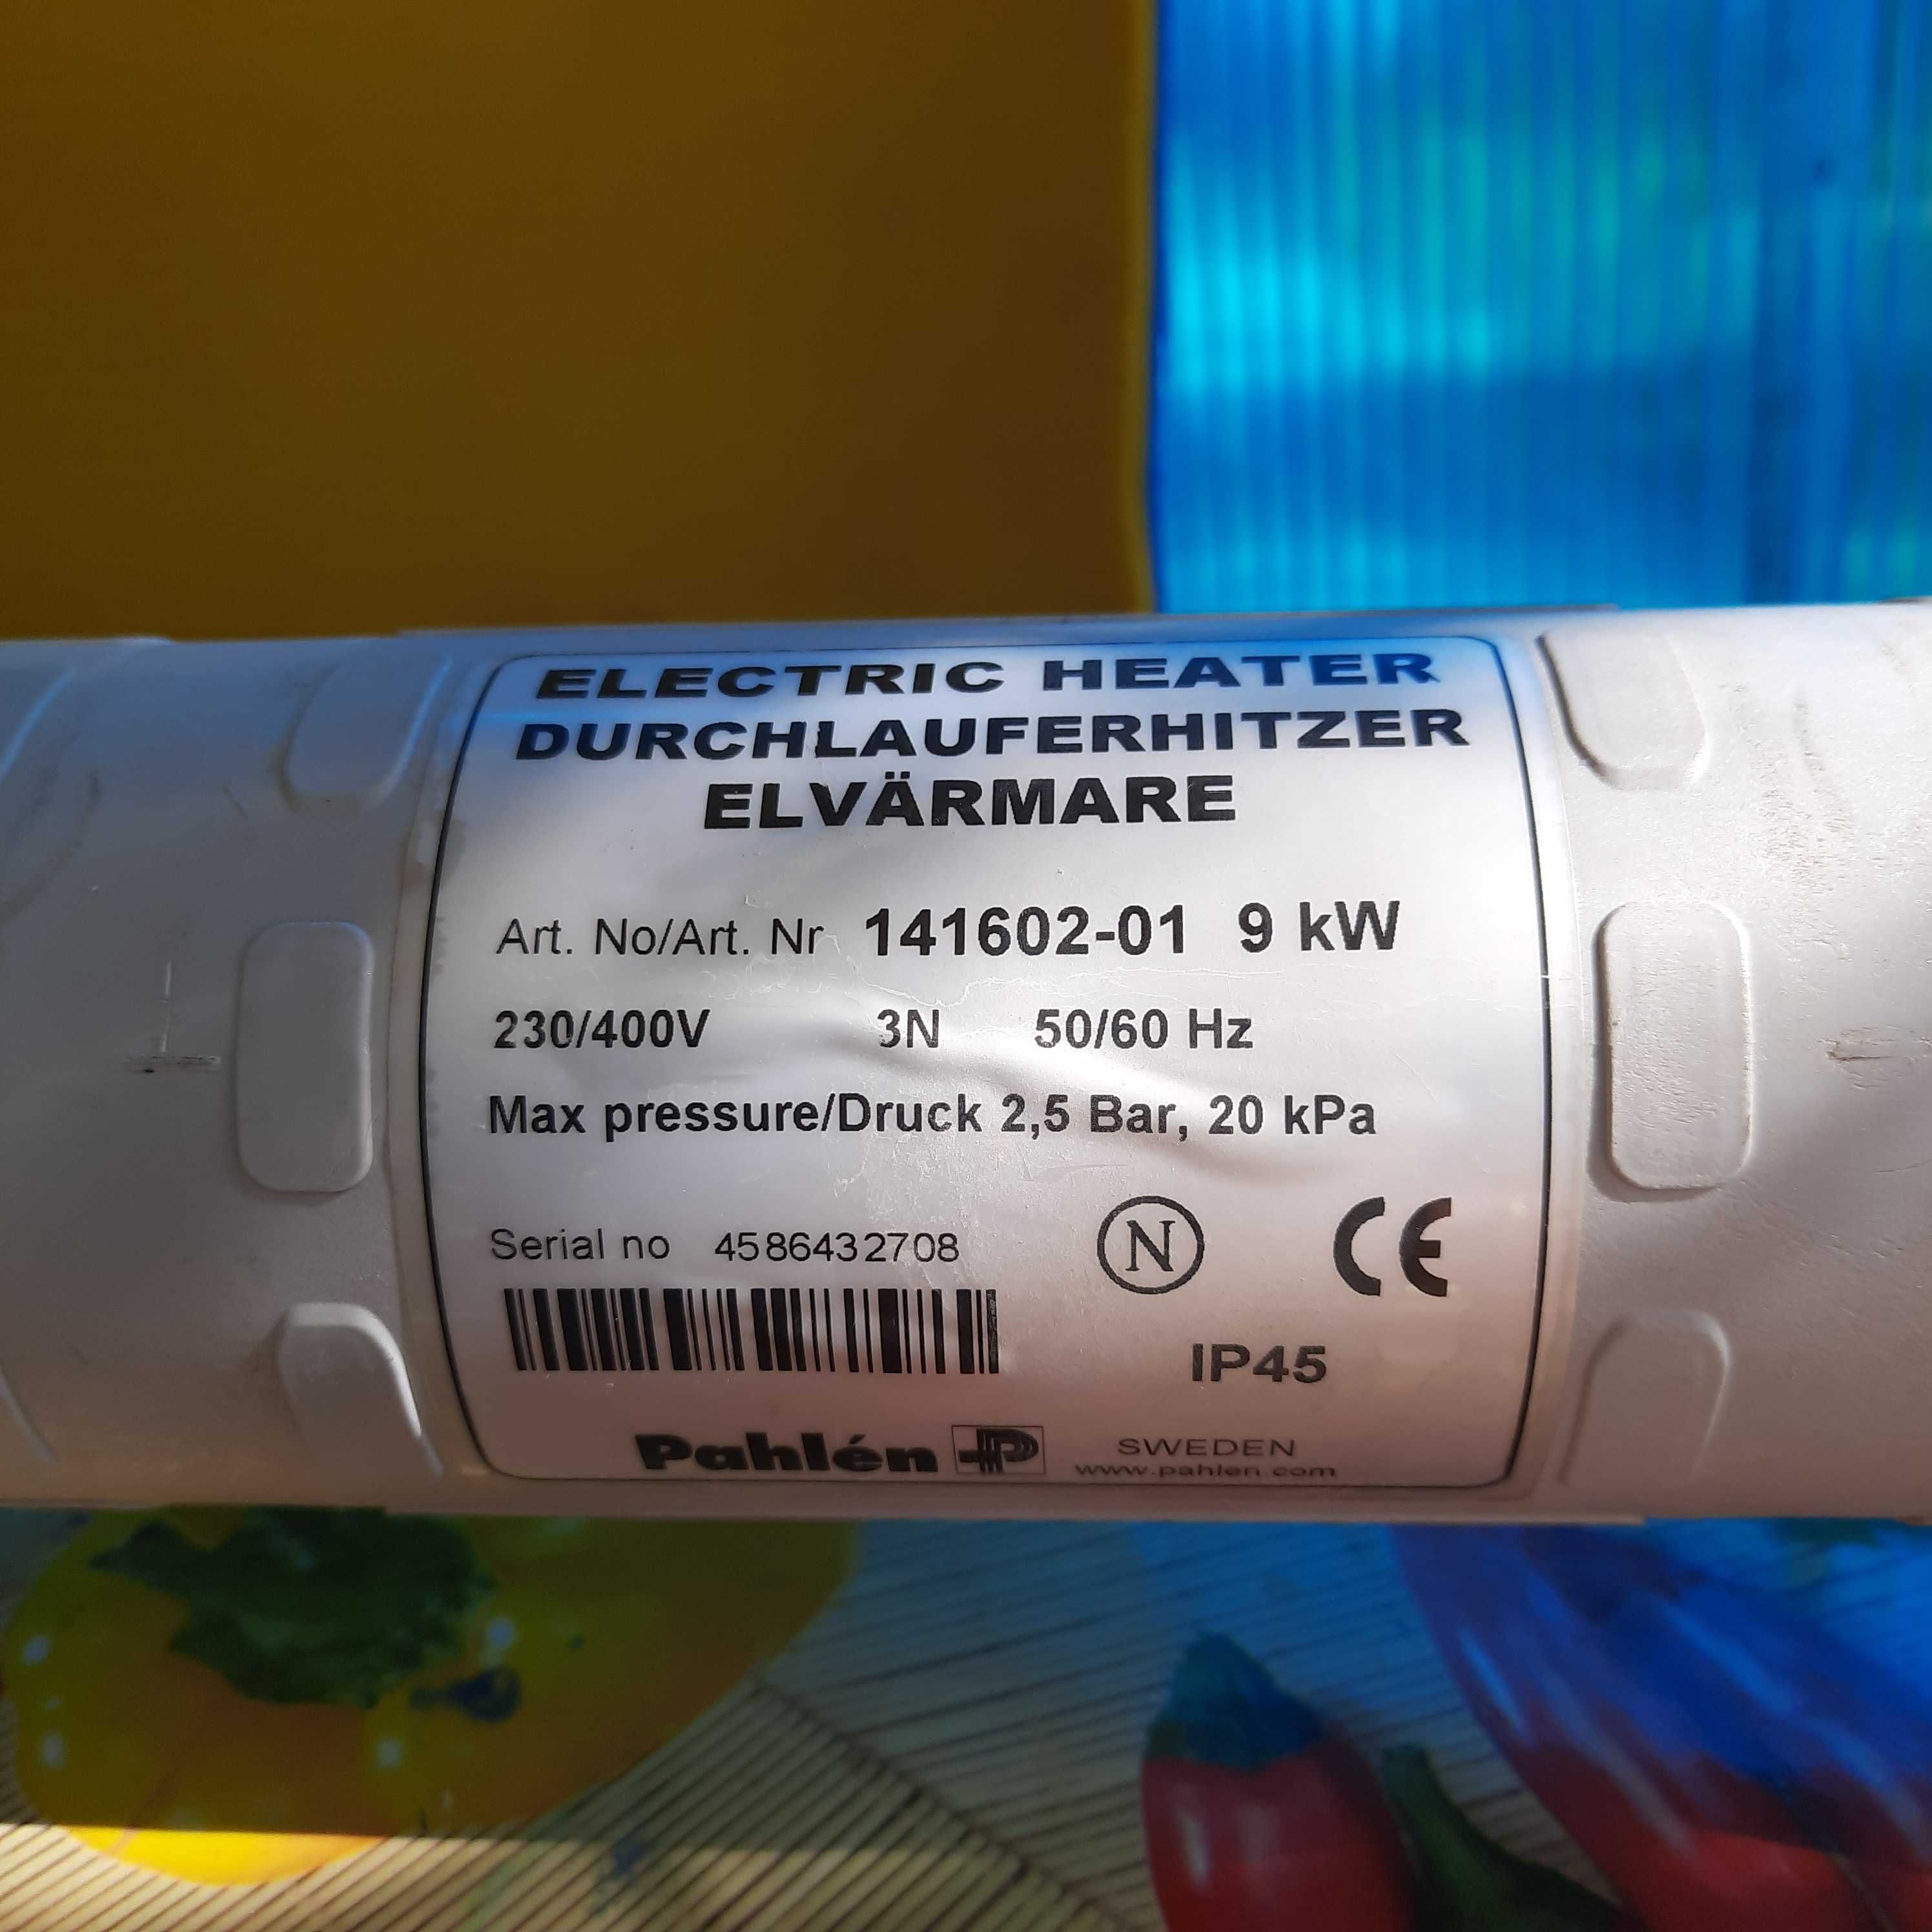 ELECTRIC HEATER
DURCHLAUFERHITZER
ELVÄRMARE
Art. No/Art. Nr 141602-01 9 kW
230/400V 3N 50/60 Hz
Max pressure/Druck 2,5 Bar, 20 kPa
Serial no 4586432708
N CE
IP45
Pahlén P SWEDEN
www.pahlen.com